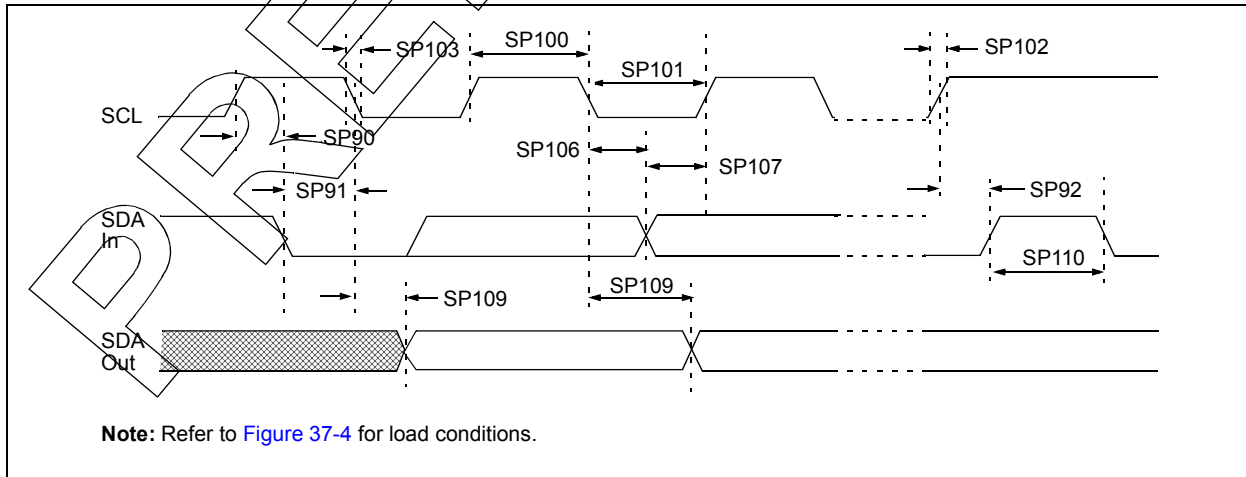 SP103
SP100
SP101
SP102
SCL
SP90
SP106
SP107
SP91
SP92
SDA
In
SP110
SP109
SP109
SDA
Out
Note: Refer to Figure 37-4 for load conditions.
PRE